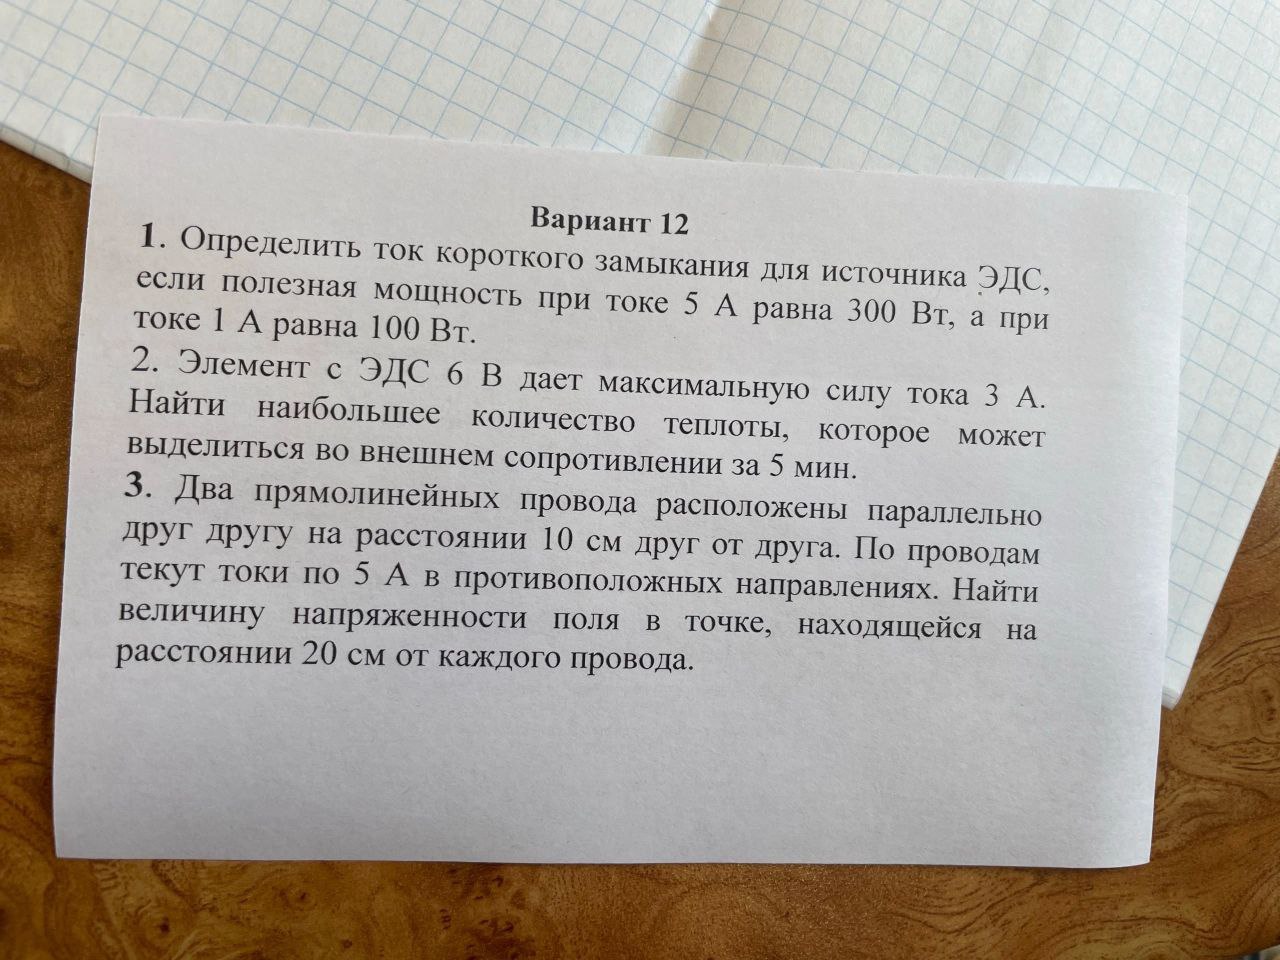 Вариант 12
1. Определить ток короткого замыкания для источника ЭДС,
если полезная мощность при токе 5 А равна 300 Вт, а при
токе 1 А равна 100 Вт.
2. Элемент с ЭДС 6 В дает максимальную силу тока 3 А.
Найти наибольшее количество теплоты, которое может
выделиться во внешнем сопротивлении за 5 мин.
3. Два прямолинейных провода расположены параллельно
друг другу на расстоянии 10 см друг от друга. По проводам
текут токи по 5 А в противоположных направлениях. Найти
величину напряженности поля в точке, находящейся на
расстоянии 20 см от каждого провода.